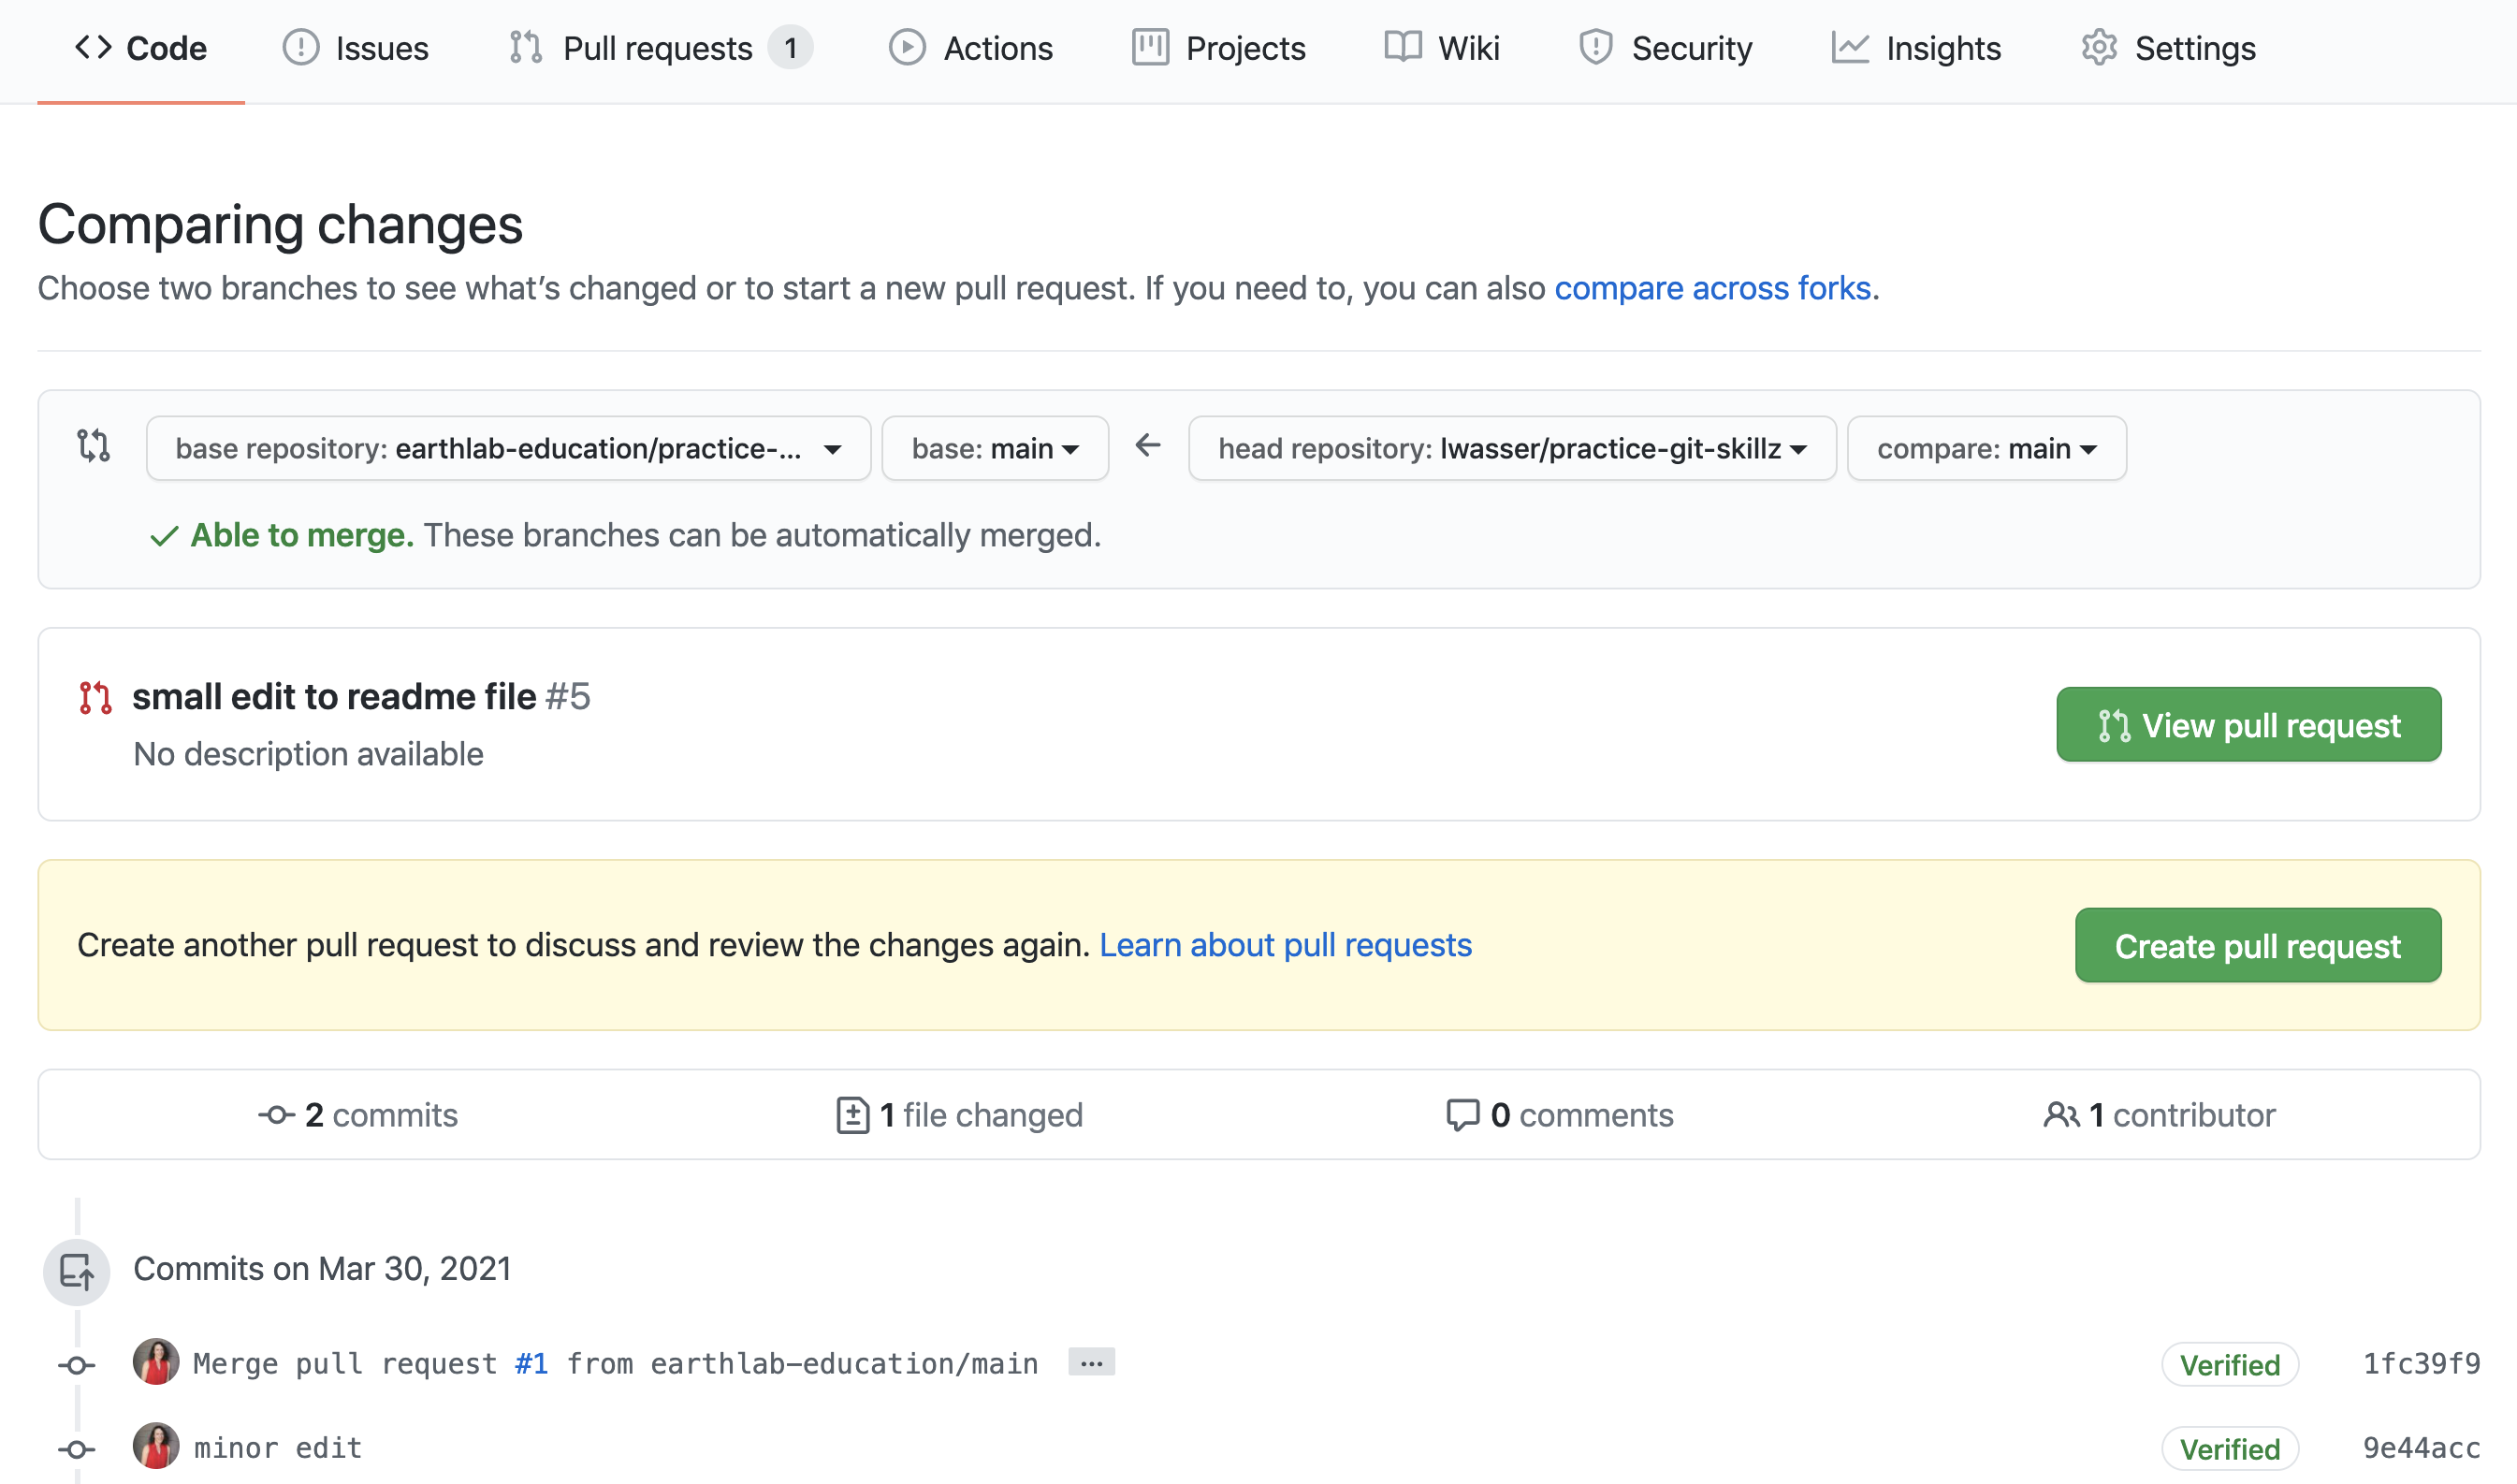 Code Issues Pull requests 1 Actions Projects Wiki Security Insights Settings
Comparing changes
Choose two branches to see what’s changed or to start a new pull request. If you need to, you can also compare across forks.
base repository: earthlab-education/practice-... base: main head repository: lwasser/practice-git-skillz compare: main
Able to merge. These branches can be automatically merged.
small edit to readme file #5
No description available
View pull request
Create another pull request to discuss and review the changes again. Learn about pull requests
Create pull request
2 commits 1 file changed 0 comments 1 contributor
Commits on Mar 30, 2021
Merge pull request #1 from earthlab-education/main ... Verified 1fc39f9
minor edit Verified 9e44acc